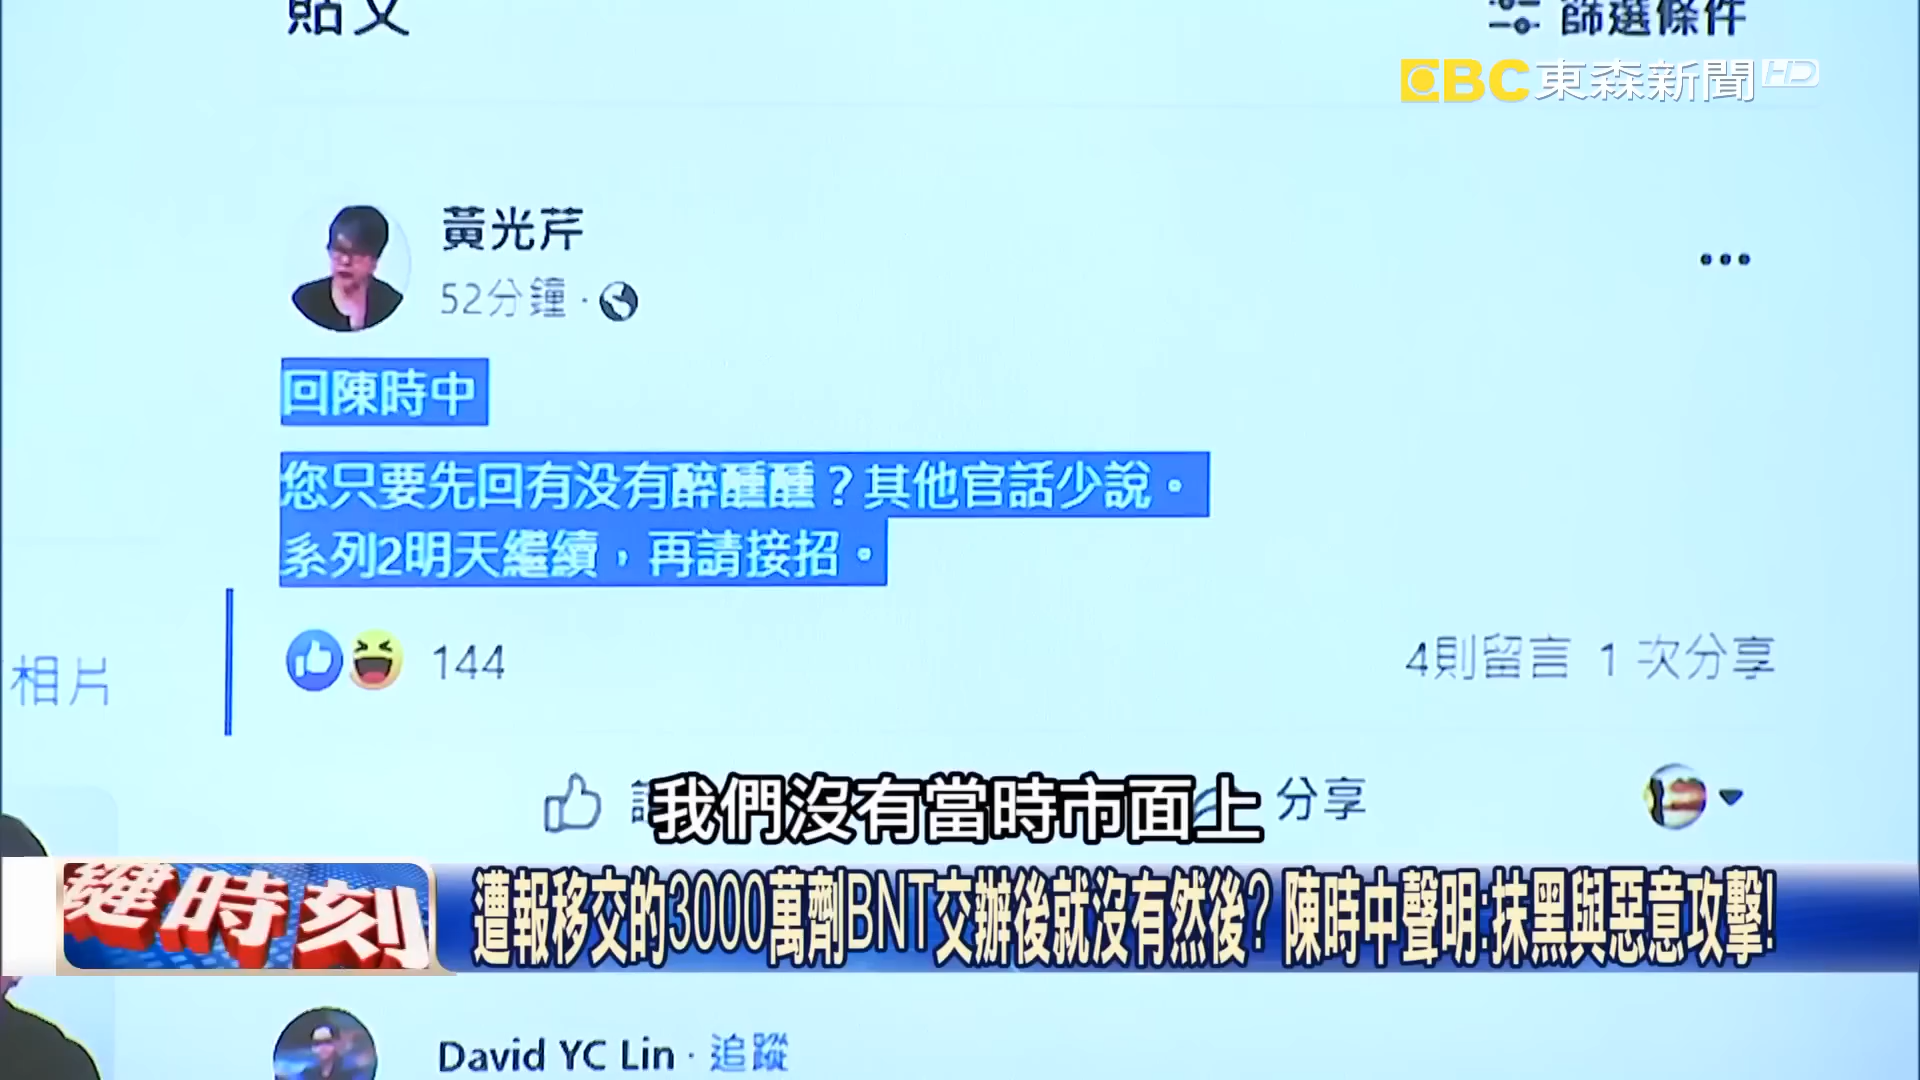 貼文
篩選條件
EBC東森新聞HD
黃光芹
52分鐘 ·
回陳時中
您只要先回有没有醉醺醺？其他官話少說。
系列2明天繼續，再請接招。
144
4則留言 1 次分享
相片
分享
我們沒有當時市面上
鍵時刻
遭報移交的3000萬劑BNT交辦後就沒有然後？陳時中聲明:抹黑與惡意攻擊!
David YC Lin · 追蹤